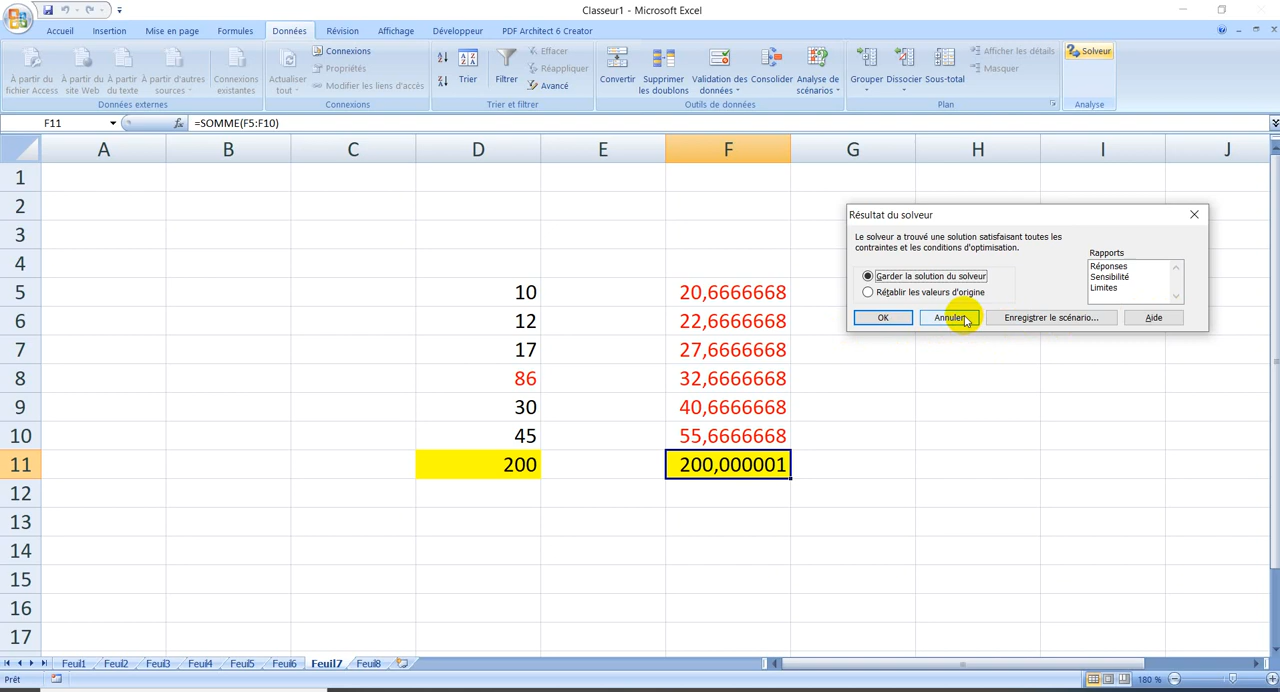 Classeur1 - Microsoft Excel
Accueil Insertion Mise en page Formules Données Révision Affichage Développeur PDF Architect 6 Creator
À partir du fichier Access
À partir du site Web
À partir du texte
À partir d'autres sources
Connexions existantes
Données externes
Actualiser tout
Connexions
Propriétés
Modifier les liens d'accès
Connexions
Trier
Filtrer
Effacer
Réappliquer
Avancé
Trier et filtrer
Convertir
Supprimer les doublons
Validation des données
Consolider
Analyse de scénarios
Outils de données
Grouper
Dissocier
Sous-total
Afficher les détails
Masquer
Plan
Solveur
Analyse
F11 fx =SOMME(F5:F10)
A B C D E F G H I J
1
2
3
4
5 10 20,6666668
6 12 22,6666668
7 17 27,6666668
8 86 32,6666668
9 30 40,6666668
10 45 55,6666668
11 200 200,000001
12
13
14
15
16
17
Résultat du solveur
Le solveur a trouvé une solution satisfaisant toutes les
contraintes et les conditions d'optimisation.
Garder la solution du solveur
Rétablir les valeurs d'origine
Rapports
Réponses
Sensibilité
Limites
OK Annuler Enregistrer le scénario... Aide
Feuil1 Feuil2 Feuil3 Feuil4 Feuil5 Feuil6 Feuil7 Feuil8
Prêt 180 %